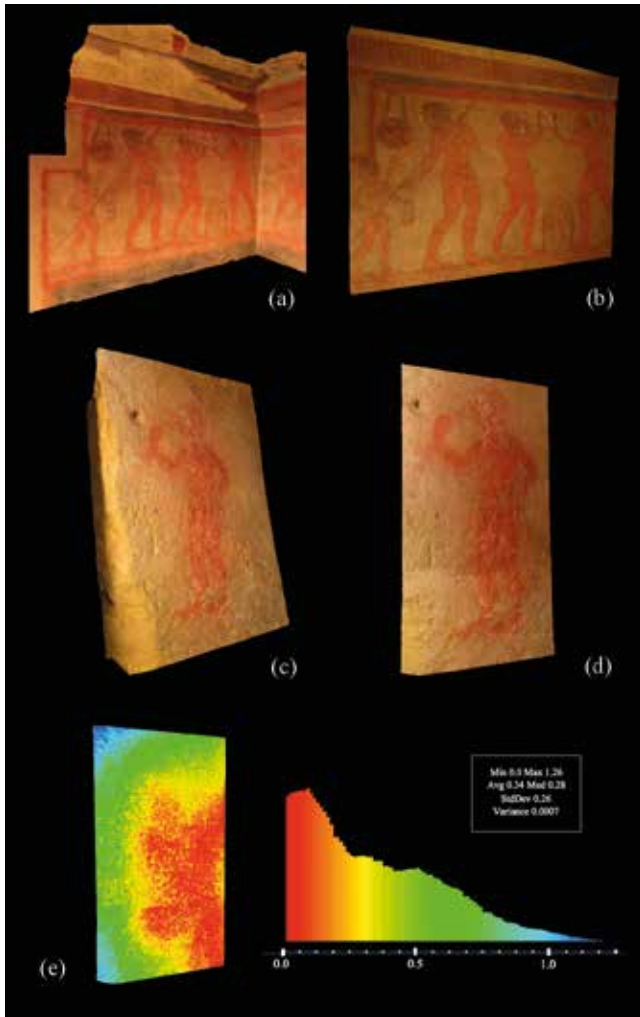 (a)
(b)
(c)
(d)
Min 0.0 Max 1.26
Avg 0.34 Med 0.28
StdDev 0.26
Variance 0.0007
(e)
0.0
0.5
1.0